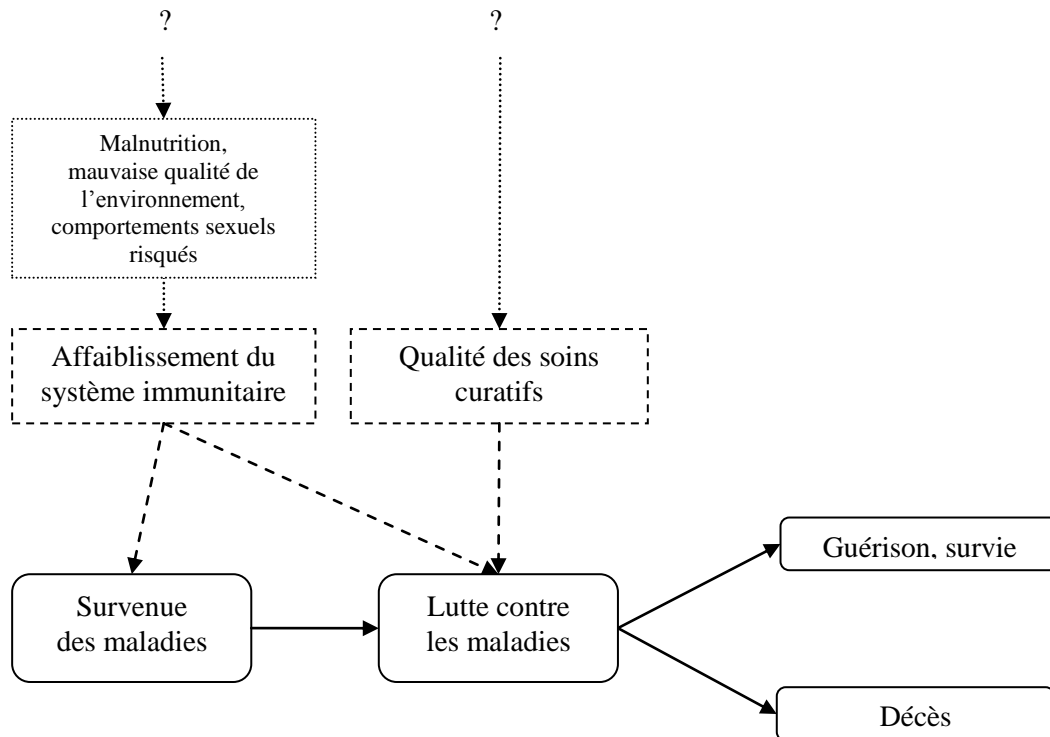 ?
?
Malnutrition,
mauvaise qualité de
l’environnement,
comportements sexuels
risqués
Affaiblissement du
système immunitaire
Qualité des soins
curatifs
Guérison, survie
Survenue
des maladies
Lutte contre
les maladies
Décès